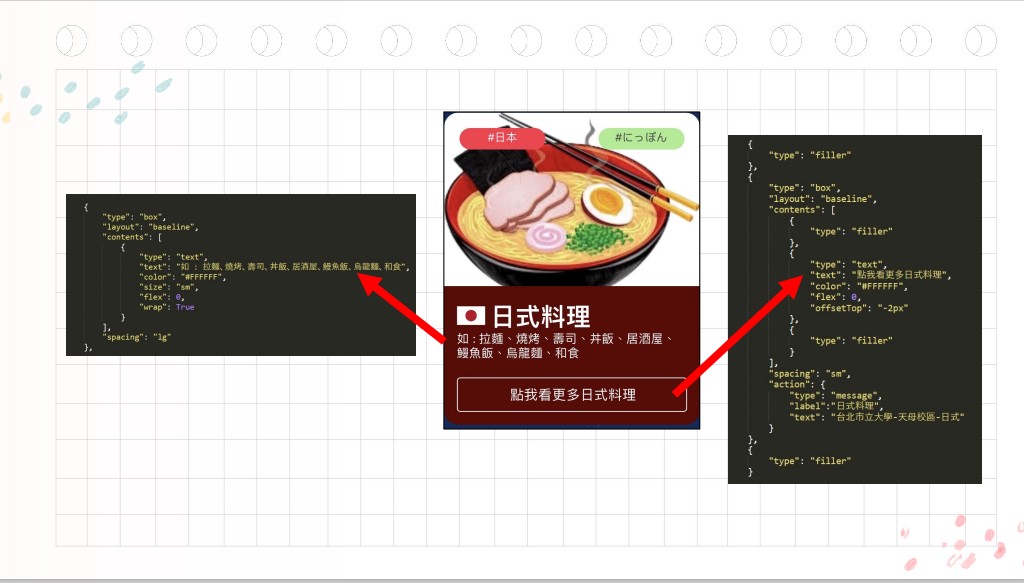 {
"type": "box",
"layout": "baseline",
"contents": [
{
"type": "text",
"text": "如 : 拉麵、燒烤、壽司、丼飯、居酒屋、鰻魚飯、烏龍麵、和食",
"color": "#FFFFFF",
"size": "sm",
"flex": 0,
"wrap": True
}
],
"spacing": "lg"
},
#日本
#にっぽん
日式料理
如 : 拉麵、燒烤、壽司、丼飯、居酒屋、
鰻魚飯、烏龍麵、和食
點我看更多日式料理
{
"type": "filler"
},
{
"type": "box",
"layout": "baseline",
"contents": [
{
"type": "filler"
},
{
"type": "text",
"text": "點我看更多日式料理",
"color": "#FFFFFF",
"flex": 0,
"offsetTop": "-2px"
},
{
"type": "filler"
}
],
"spacing": "sm",
"action": {
"type": "message",
"label":"日式料理",
"text": "台北市立大學-天母校區-日式"
}
},
{
"type": "filler"
}